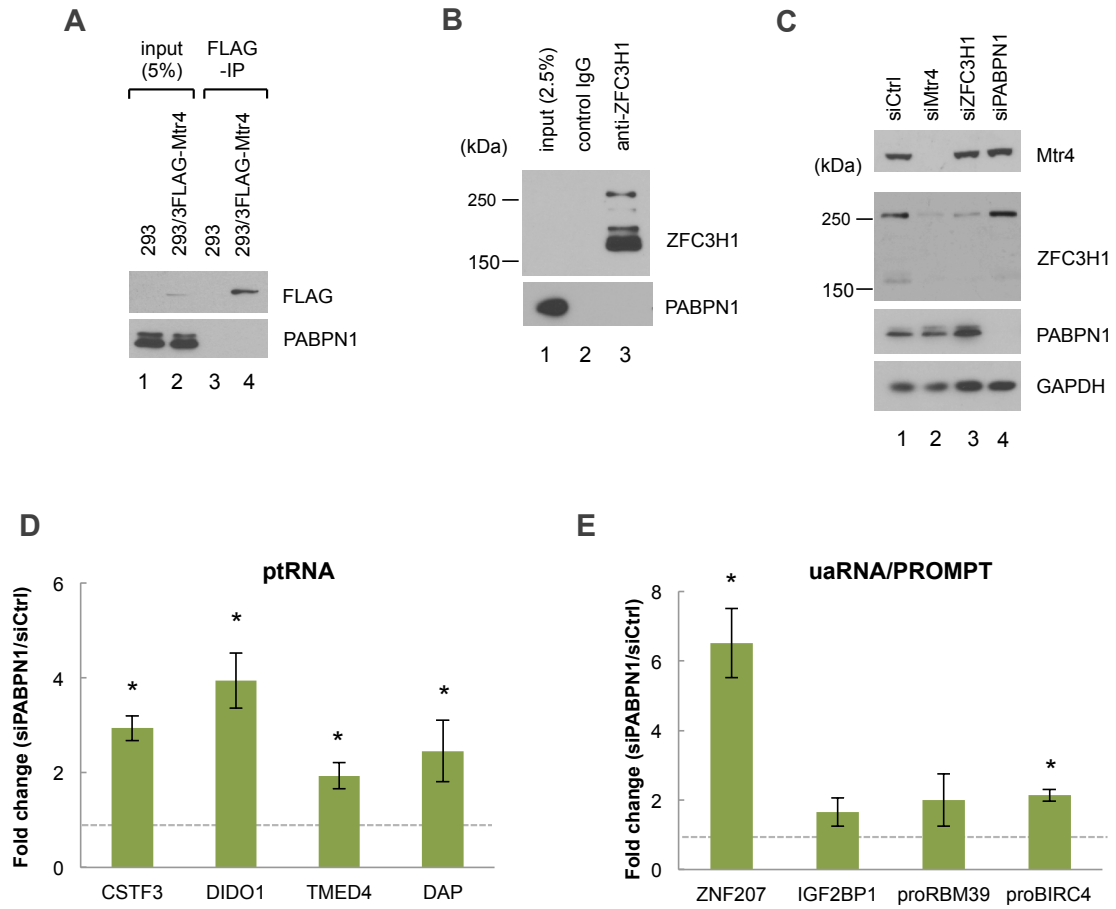 A
input
(5%)
FLAG
-IP
293
293/3FLAG-Mtr4
293
293/3FLAG-Mtr4
FLAG
PABPN1
1 2 3 4
B
input (2.5%)
control IgG
anti-ZFC3H1
(kDa)
250
150
ZFC3H1
PABPN1
1 2 3
C
siCtrl
siMtr4
siZFC3H1
siPABPN1
(kDa)
Mtr4
250
150
ZFC3H1
PABPN1
GAPDH
1 2 3 4
D
ptRNA
Fold change (siPABPN1/siCtrl)
6
4
2
0
* * * *
CSTF3 DIDO1 TMED4 DAP
E
uaRNA/PROMPT
Fold change (siPABPN1/siCtrl)
8
6
4
2
0
* *
ZNF207 IGF2BP1 proRBM39 proBIRC4